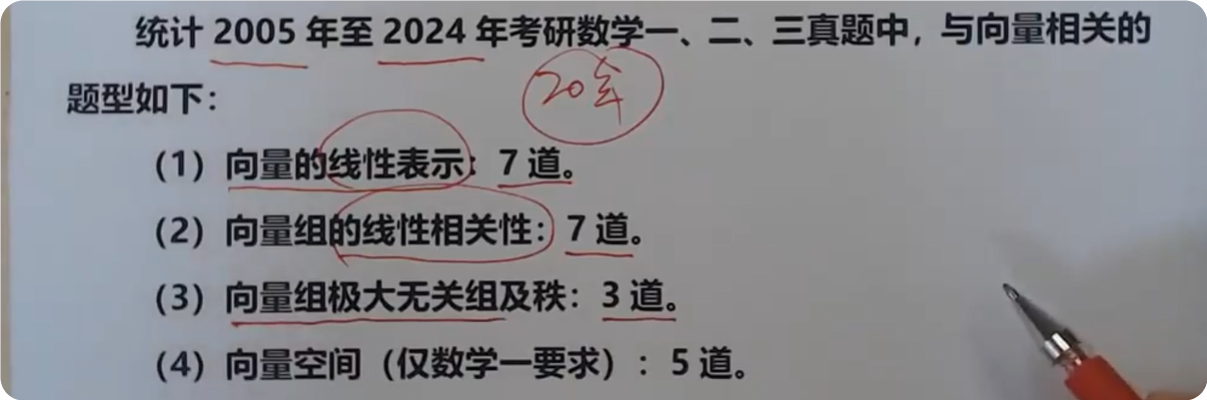 统计 2005 年至 2024 年考研数学一、二、三真题中，与向量相关的
题型如下：
20年
（1）向量的线性表示：7 道。
（2）向量组的线性相关性：7 道。
（3）向量组极大无关组及秩：3 道。
（4）向量空间（仅数学一要求）：5 道。